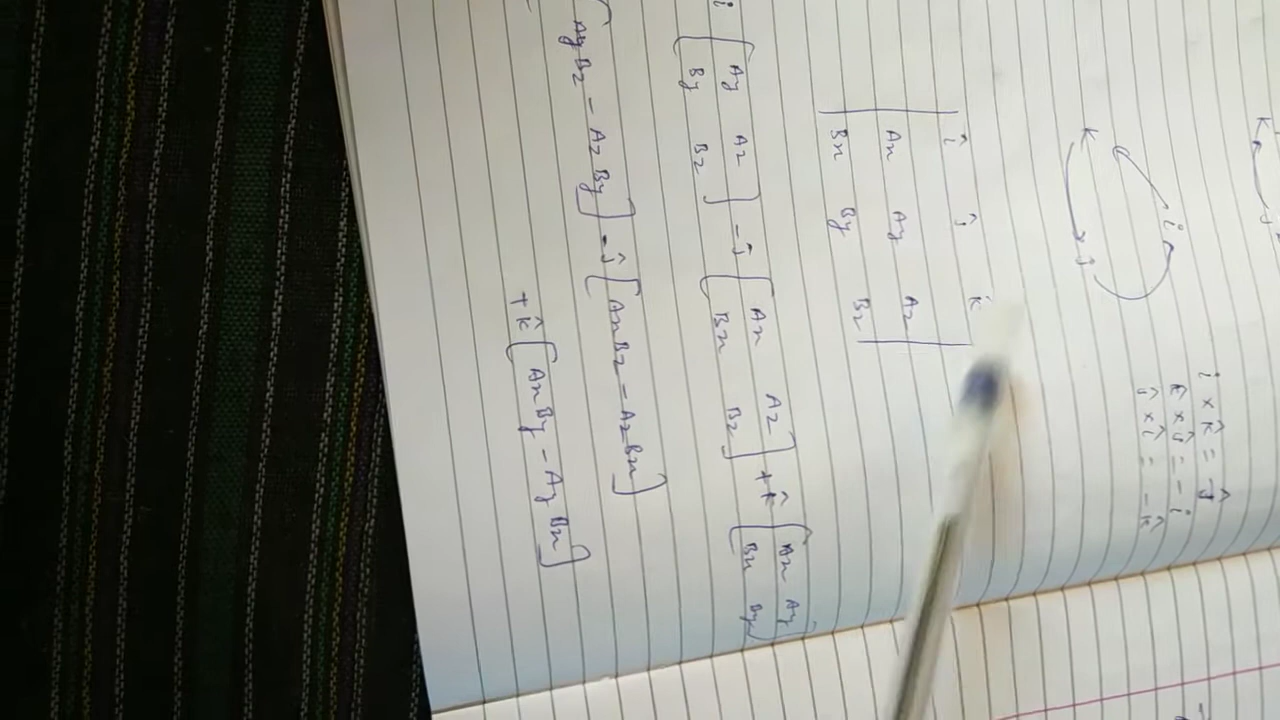 k
i
k j
i × k̂ = -ĵ
k̂ × ĵ = -i
ĵ × î = -k̂
î ĵ k̂
Ax Ay Az
Bx By Bz
i [Ay Az] - ĵ [Ax Az] + k̂ [Ax Ay]
[By Bz] [Bx Bz] [Bx By]
[AyBz - AzBy] - ĵ [AxBz - AzBx]
+ k̂ [AxBy - AyBx]